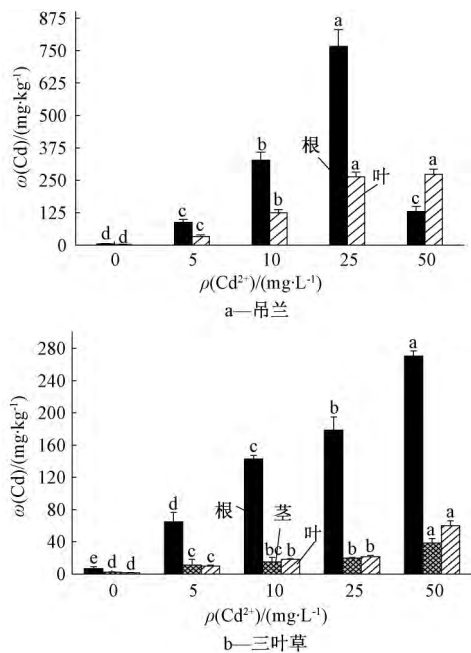 875
750
625
500
375
250
125
0
ω(Cd)/(mg·kg⁻¹)
d d
c c
b b
a a
c a
根
叶
0 5 10 25 50
ρ(Cd²⁺)/(mg·L⁻¹)
a—吊兰
280
240
200
160
120
80
40
0
ω(Cd)/(mg·kg⁻¹)
e d d
d c c
c bc b
b b b
a a a
根
茎
叶
0 5 10 25 50
ρ(Cd²⁺)/(mg·L⁻¹)
b—三叶草